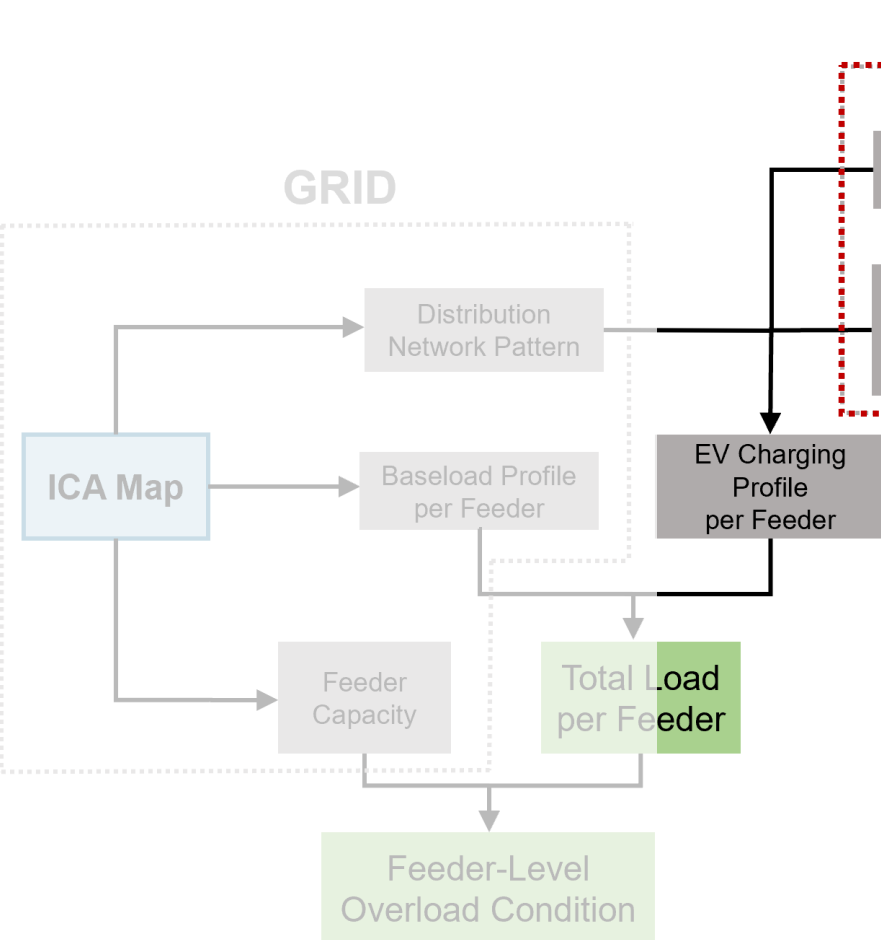 GRID
Distribution
Network Pattern
ICA Map
Baseload Profile
per Feeder
EV Charging
Profile
per Feeder
Feeder
Capacity
Total Load
per Feeder
Feeder-Level
Overload Condition